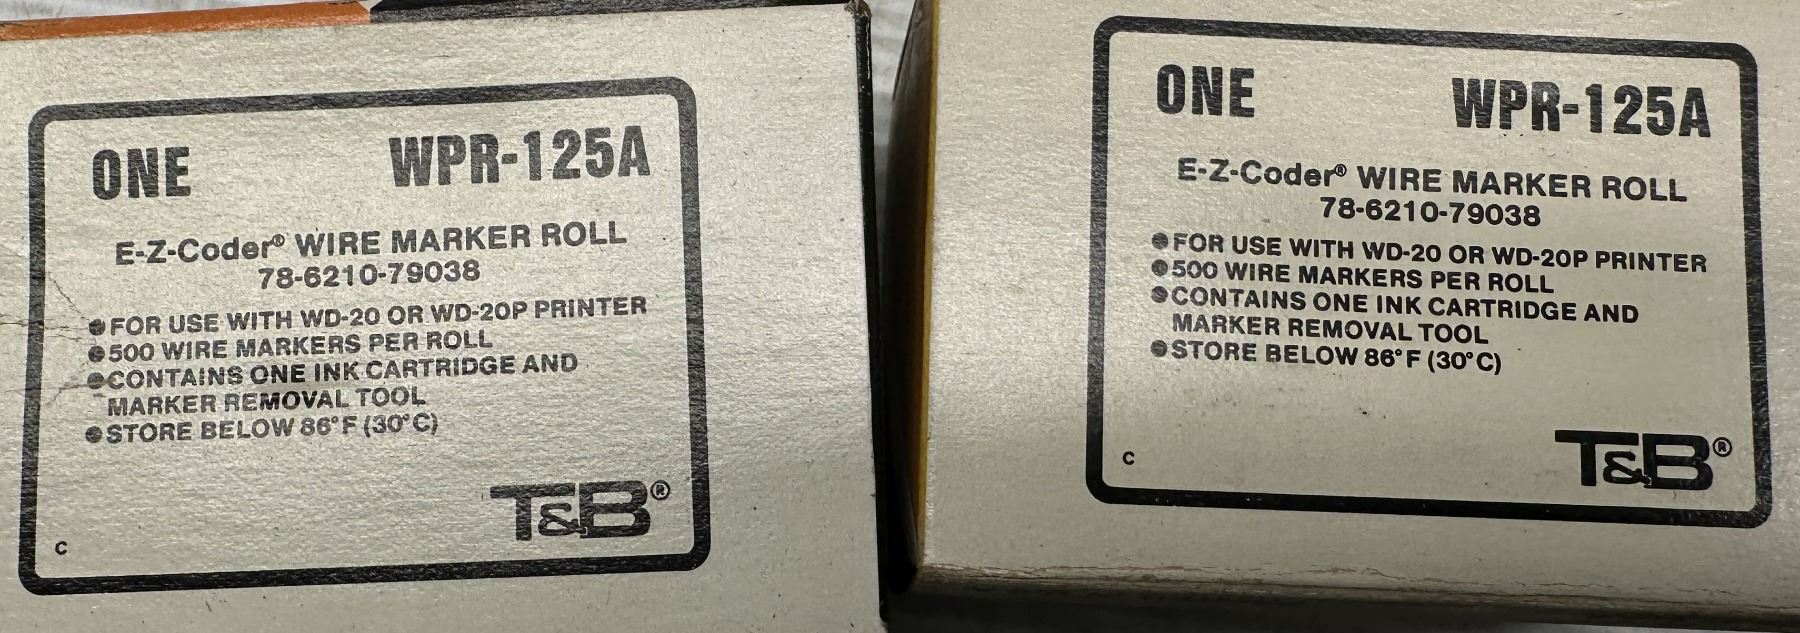 ONE WPR-125A
E-Z-Coder® WIRE MARKER ROLL
78-6210-79038
●FOR USE WITH WD-20 OR WD-20P PRINTER
●500 WIRE MARKERS PER ROLL
●CONTAINS ONE INK CARTRIDGE AND
MARKER REMOVAL TOOL
●STORE BELOW 86°F (30°C)
T&B®
C
ONE WPR-125A
E-Z-Coder® WIRE MARKER ROLL
78-6210-79038
●FOR USE WITH WD-20 OR WD-20P PRINTER
●500 WIRE MARKERS PER ROLL
●CONTAINS ONE INK CARTRIDGE AND
MARKER REMOVAL TOOL
●STORE BELOW 86°F (30°C)
C
T&B®